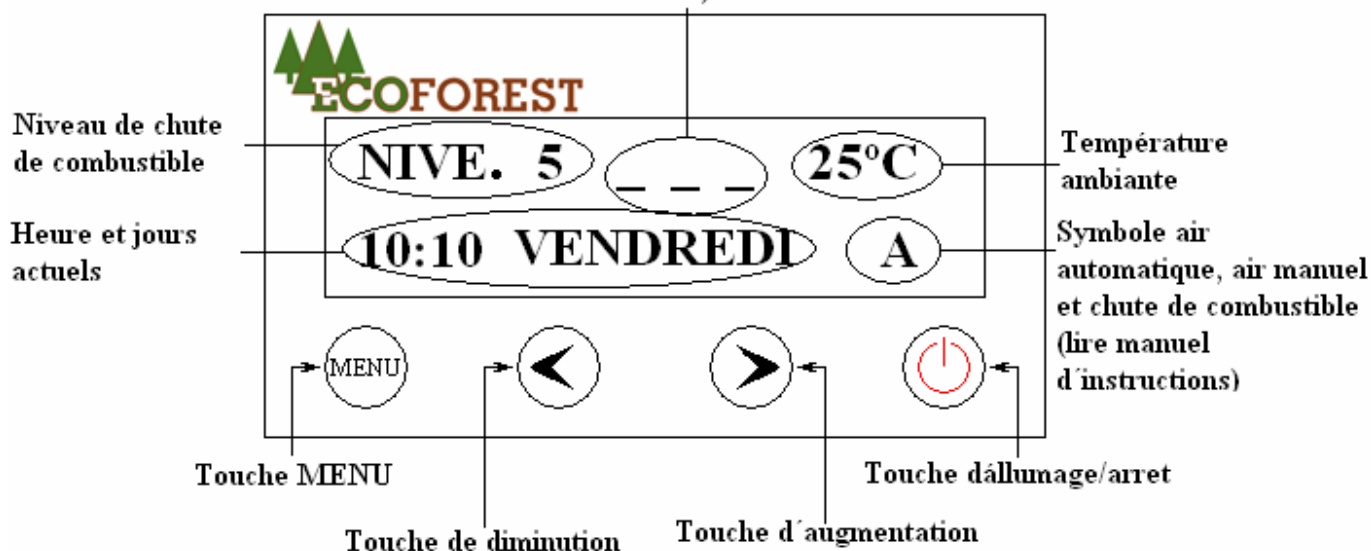 ECOFOREST
Niveau de chute
de combustible
NIVE. 5 _ _ _ 25ºC
Température
ambiante
Heure et jours
actuels
10:10 VENDREDI A
Symbole air
automatique, air manuel
et chute de combustible
(lire manuel
d´instructions)
MENU
Touche MENU
Touche dállumage/arret
Touche de diminution
Touche d´augmentation